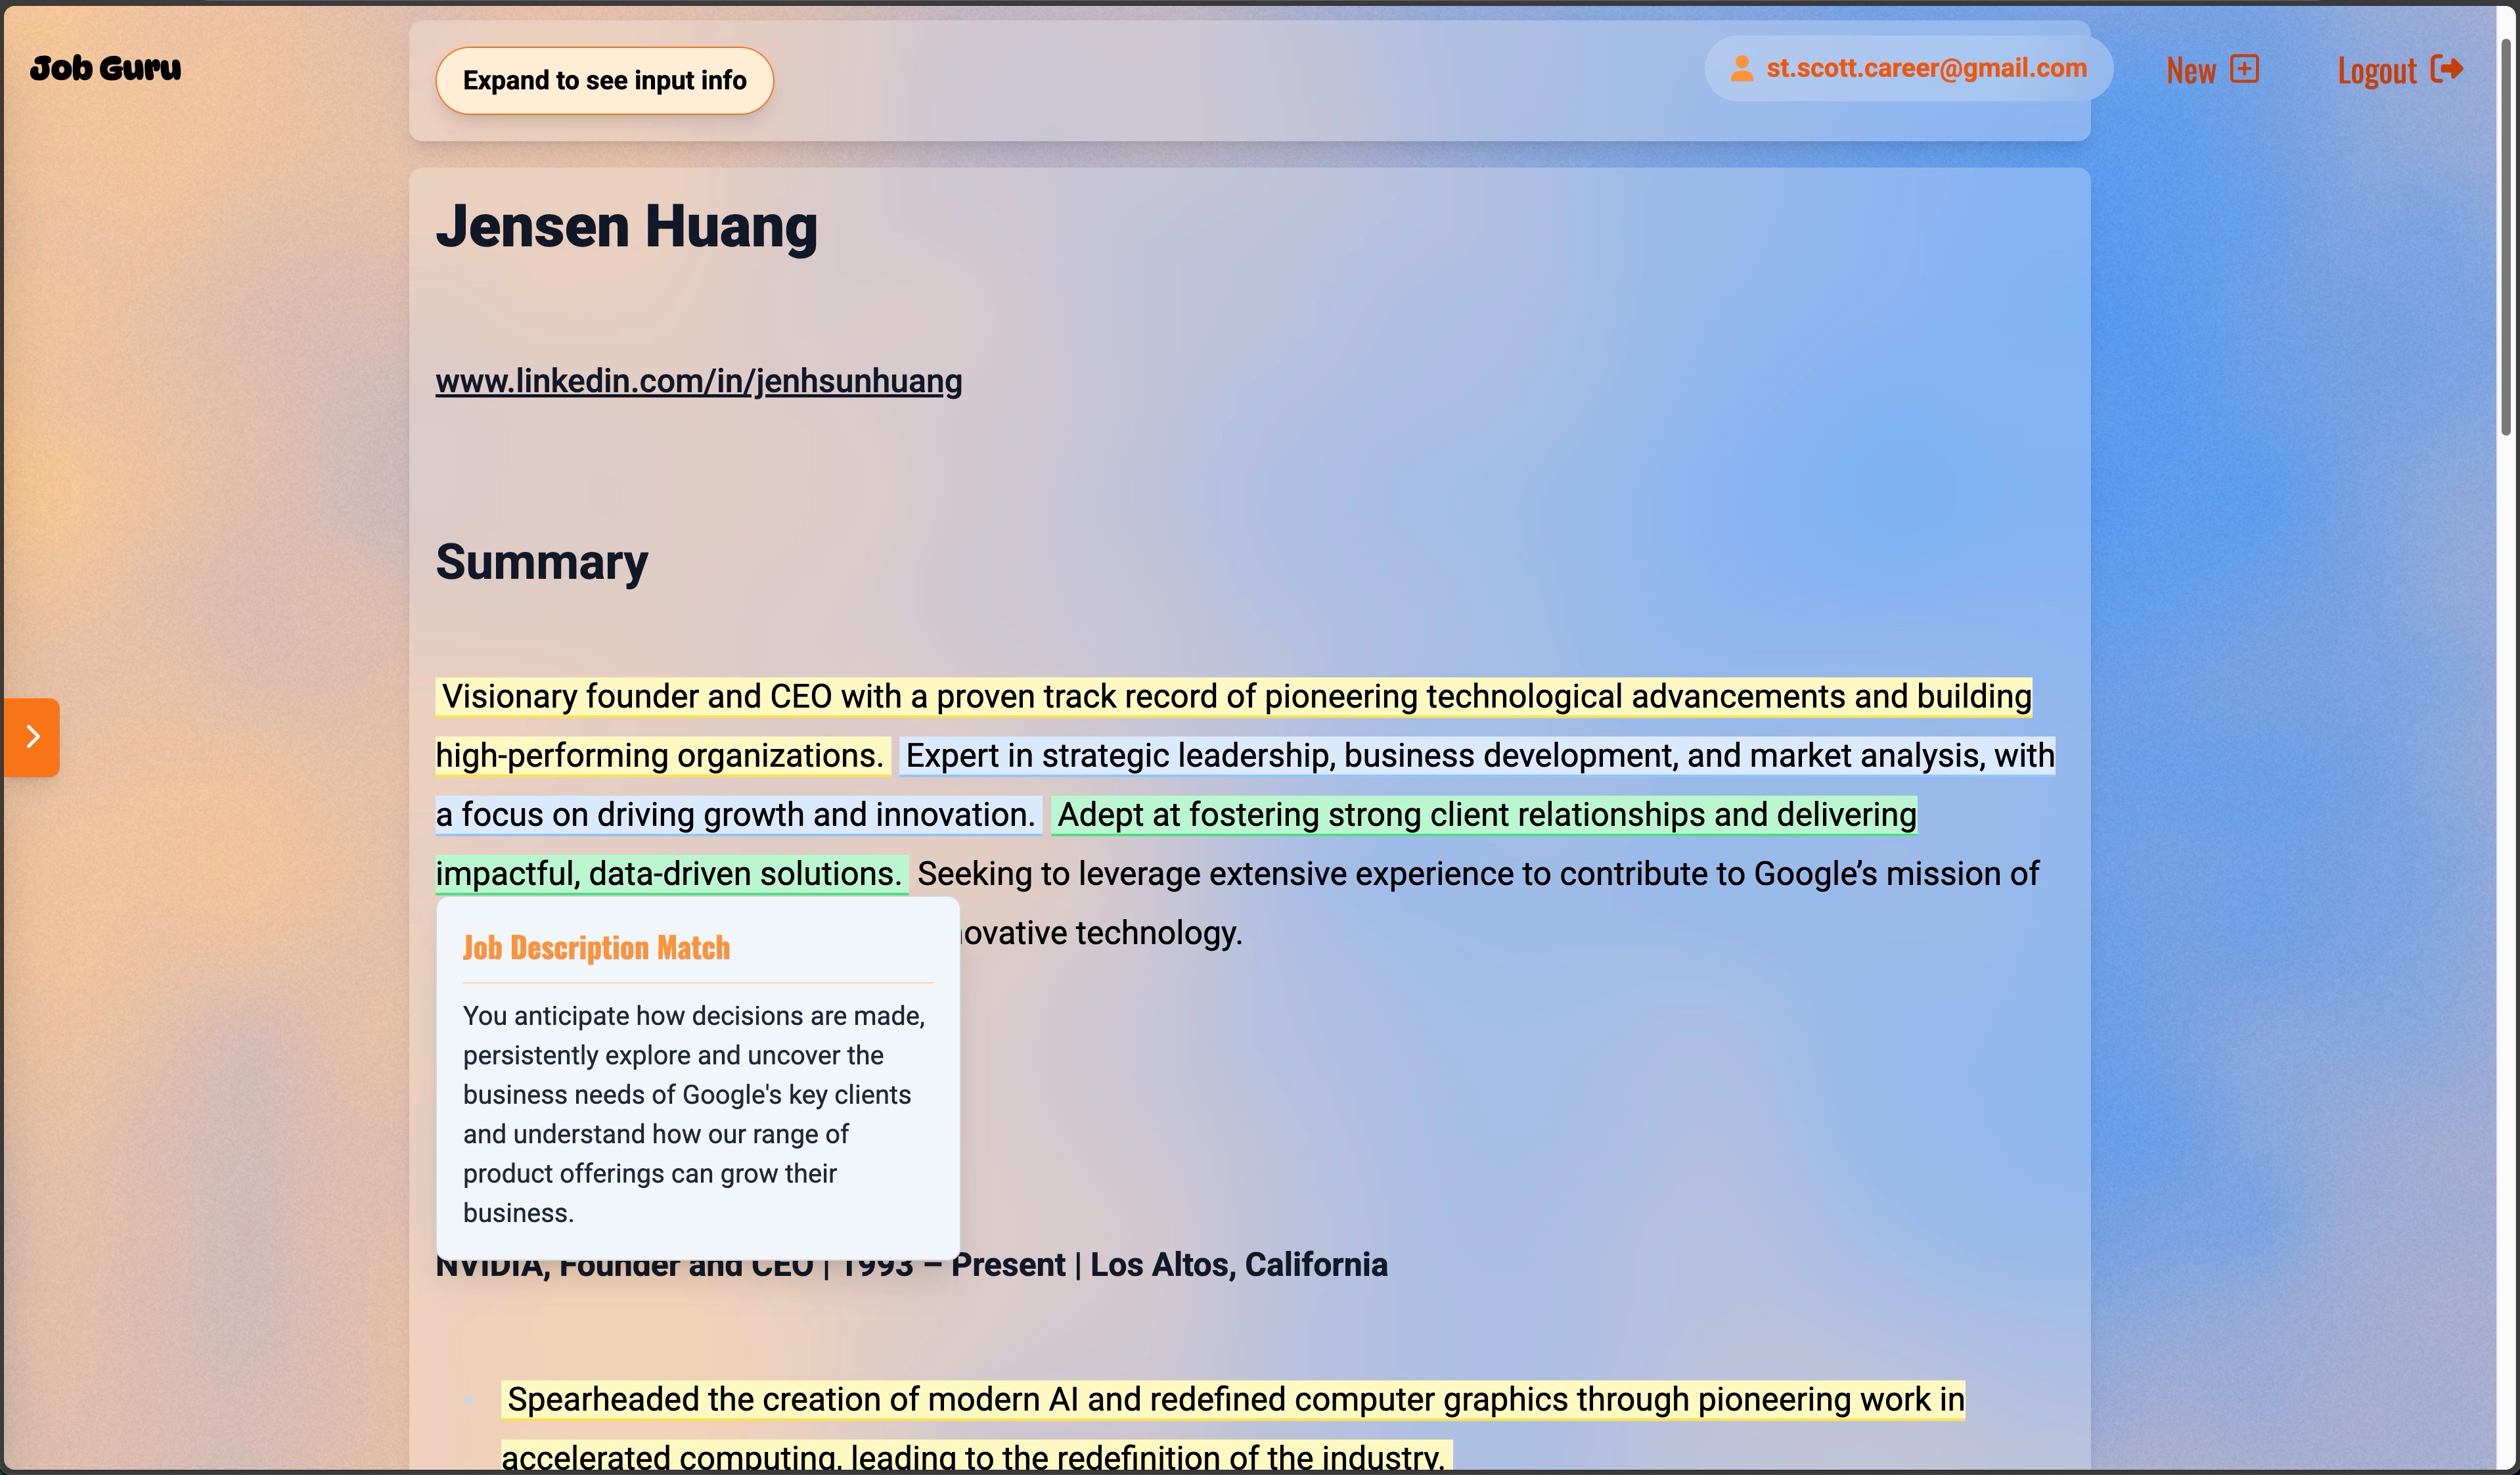 Job Guru
Expand to see input info
st.scott.career@gmail.com
New
Logout
Jensen Huang
www.linkedin.com/in/jenhsunhuang
Summary
Visionary founder and CEO with a proven track record of pioneering technological advancements and building
high-performing organizations. Expert in strategic leadership, business development, and market analysis, with
a focus on driving growth and innovation. Adept at fostering strong client relationships and delivering
impactful, data-driven solutions. Seeking to leverage extensive experience to contribute to Google’s mission of
technology.
Job Description Match
You anticipate how decisions are made,
persistently explore and uncover the
business needs of Google's key clients
and understand how our range of
product offerings can grow their
business.
NVIDIA, Founder and CEO | 1993 – Present | Los Altos, California
Spearheaded the creation of modern AI and redefined computer graphics through pioneering work in
accelerated computing, leading to the redefinition of the industry.